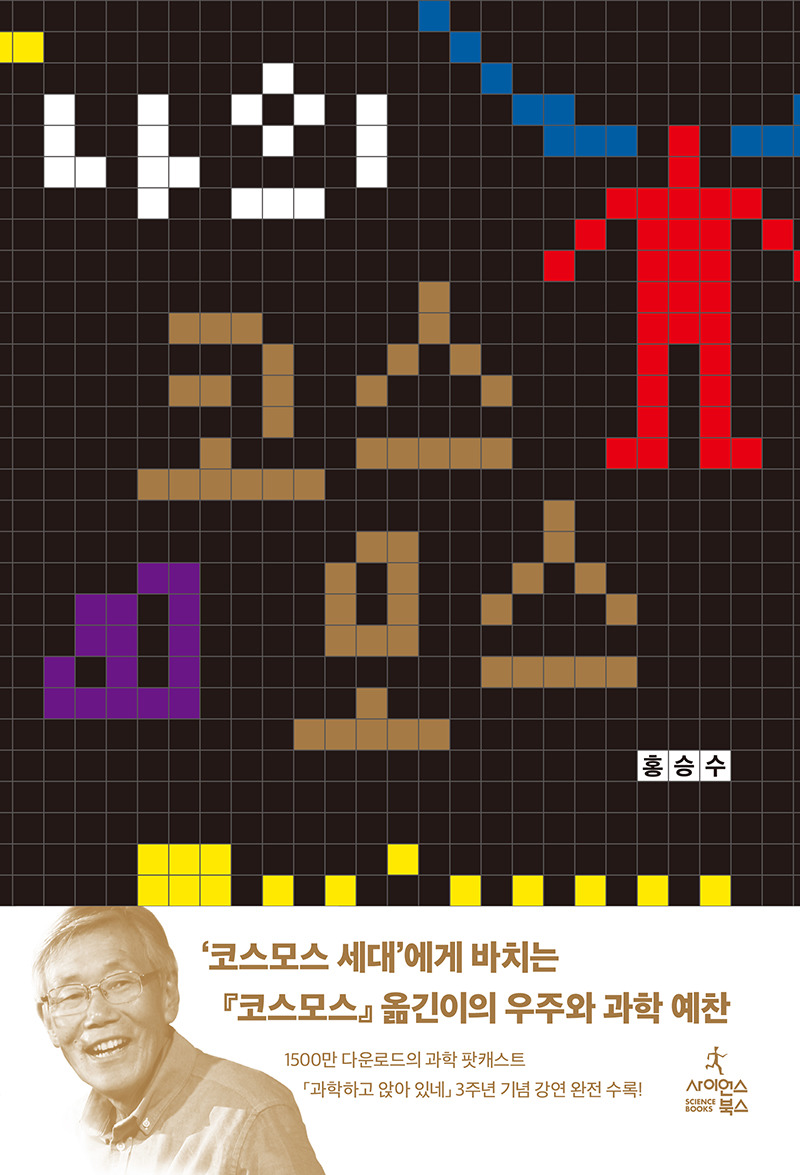 나의
코스
모스
홍승수
‘코스모스 세대’에게 바치는
『코스모스』 옮긴이의 우주와 과학 예찬
1500만 다운로드의 과학 팟캐스트
「과학하고 앉아 있네」 3주년 기념 강연 완전 수록!
사이언스
SCIENCE BOOKS 북스